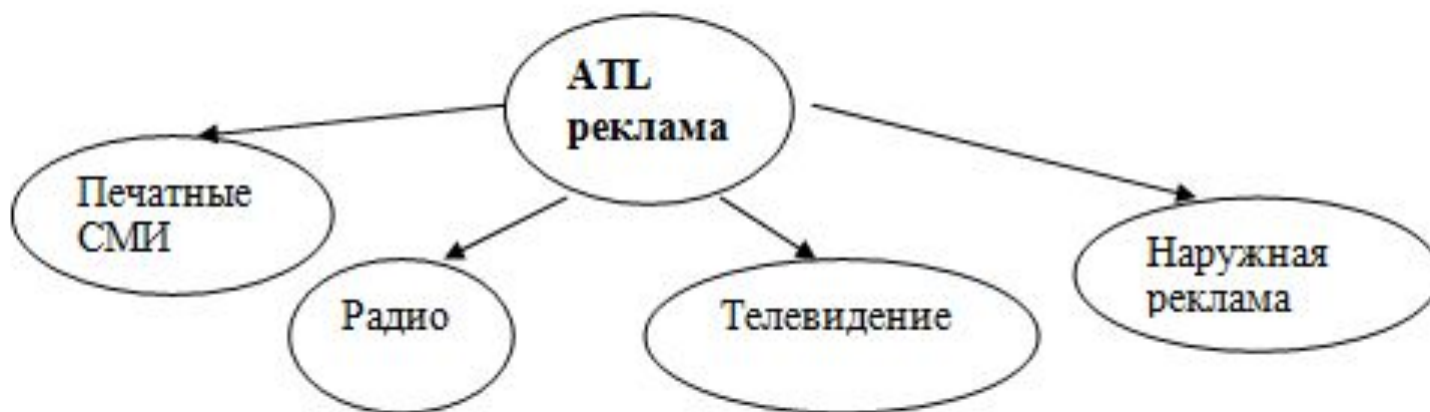 ATL
реклама
Печатные
СМИ
Радио
Телевидение
Наружная
реклама